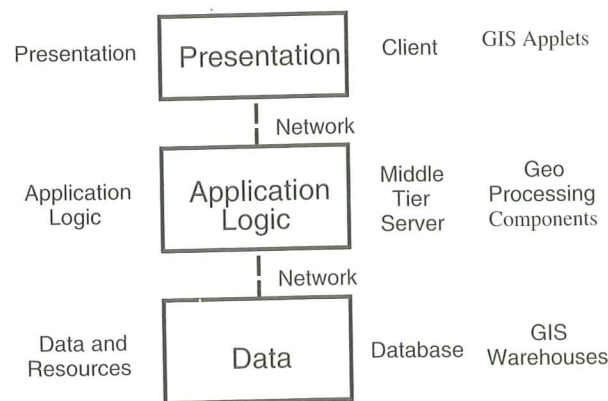 Presentation
Presentation
Client
GIS Applets
Network
Application
Logic
Application
Logic
Middle
Tier
Server
Geo
Processing
Components
Network
Data and
Resources
Data
Database
GIS
Warehouses